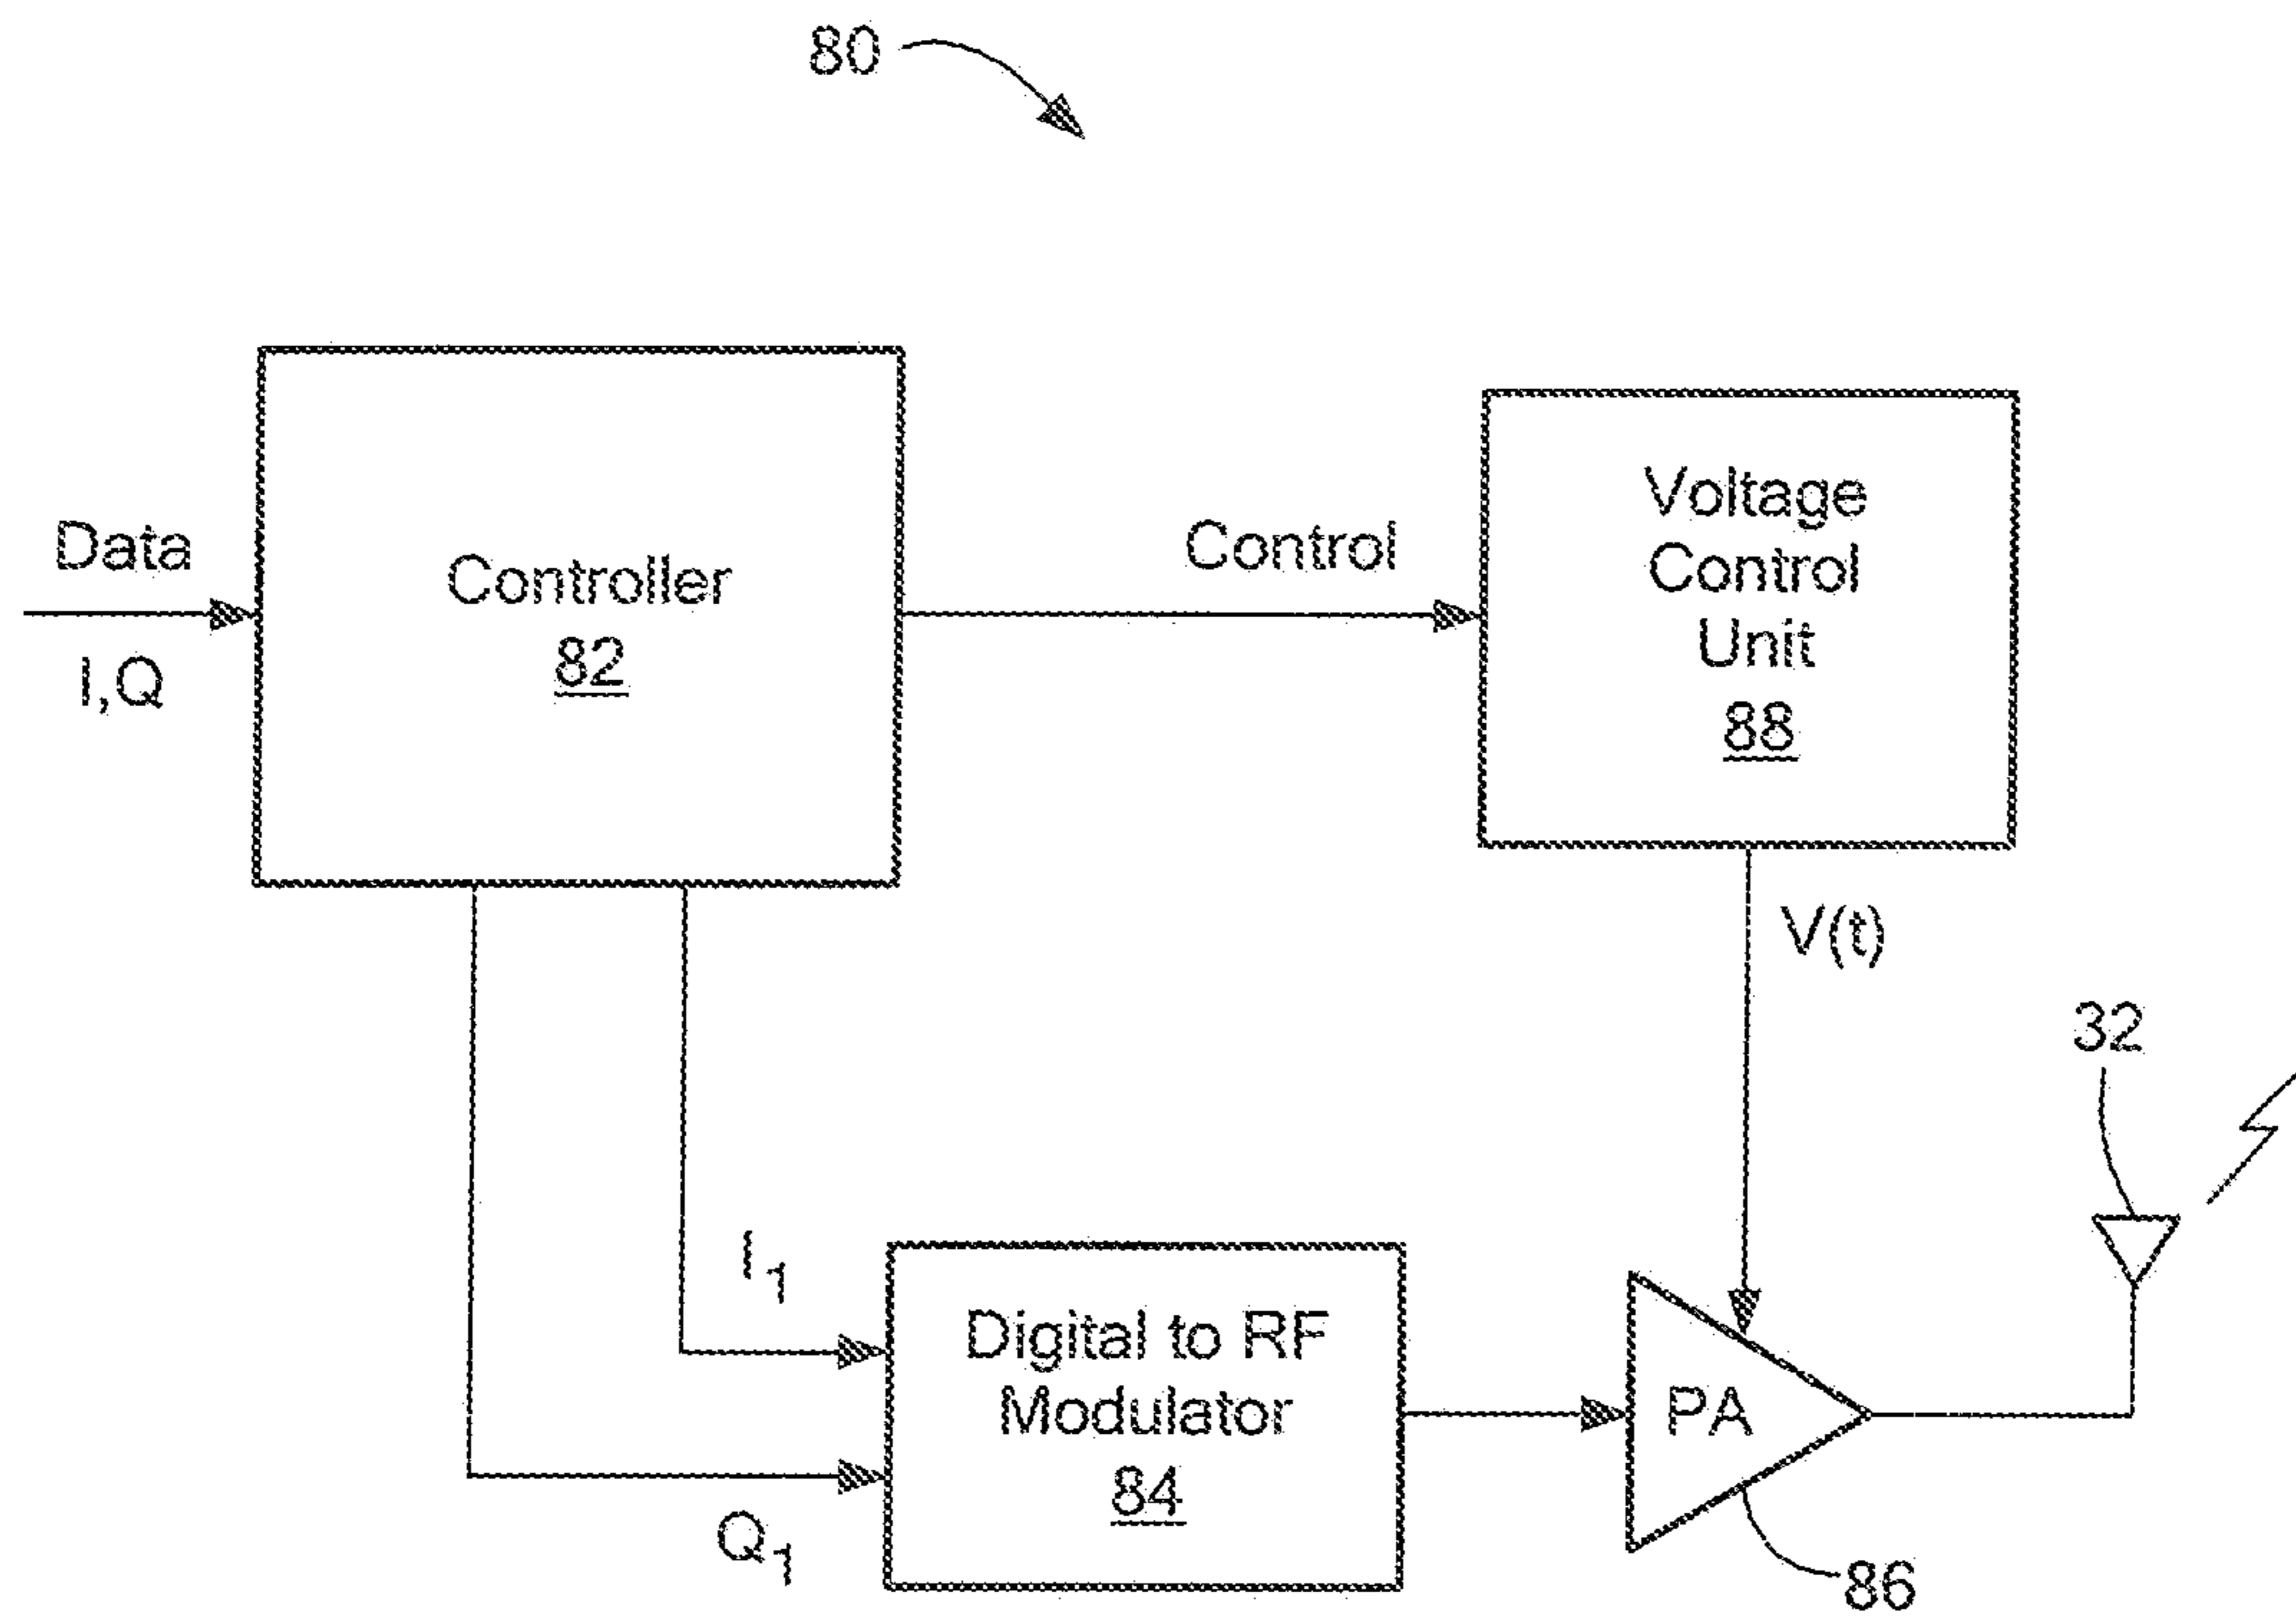 80
Data
I,Q
Controller
82
Control
Voltage
Control
Unit
88
V(t)
32
I1
Q1
Digital to RF
Modulator
84
PA
86